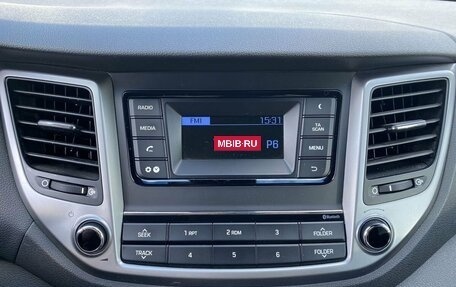 RADIO
MEDIA
FM1
15:31
MBIB.RU
P6
TA
SCAN
MENU
Bluetooth
SEEK
1 RPT
2 RDM
3
FOLDER
TRACK
4
5
6
FOLDER